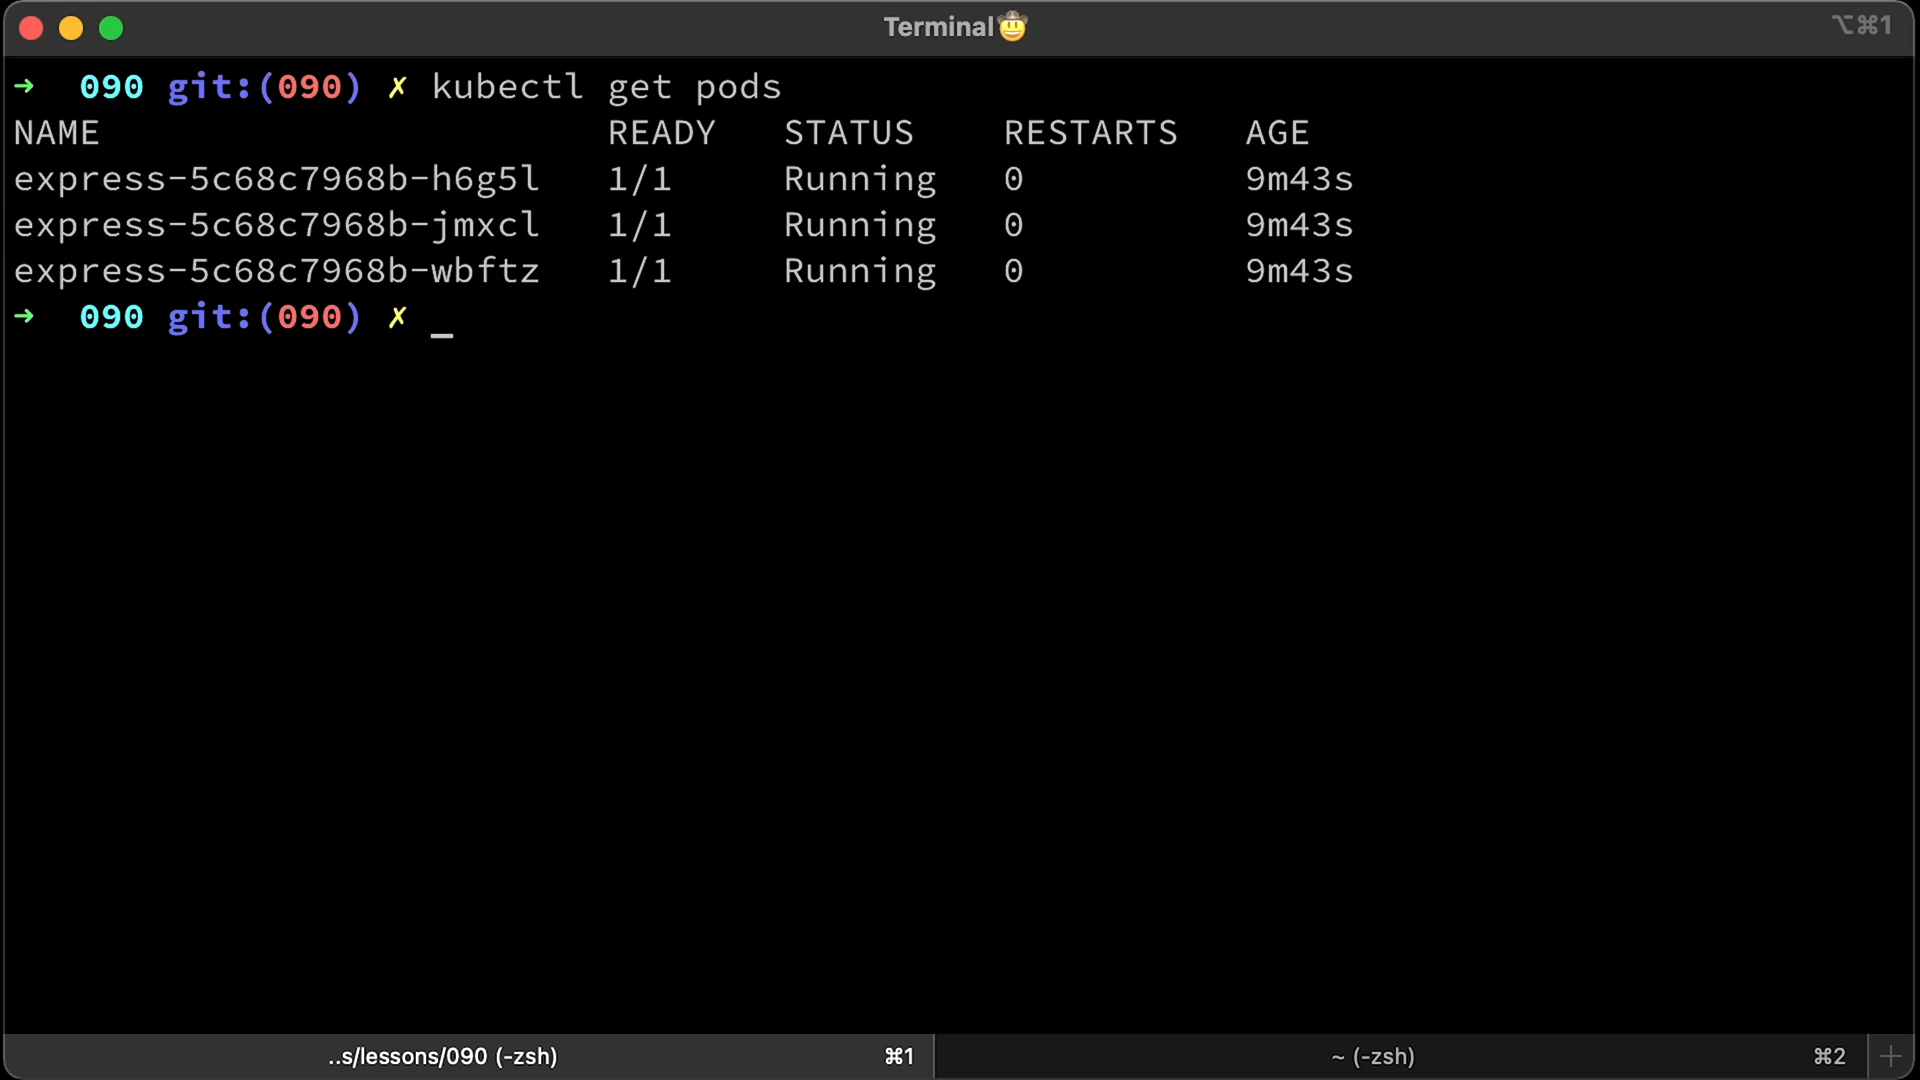 Terminal🤠
⌥⌘1
→ 090 git:(090) ✗ kubectl get pods
NAME READY STATUS RESTARTS AGE
express-5c68c7968b-h6g5l 1/1 Running 0 9m43s
express-5c68c7968b-jmxcl 1/1 Running 0 9m43s
express-5c68c7968b-wbftz 1/1 Running 0 9m43s
→ 090 git:(090) ✗ _
..s/lessons/090 (-zsh) ⌘1
~ (-zsh) ⌘2 +